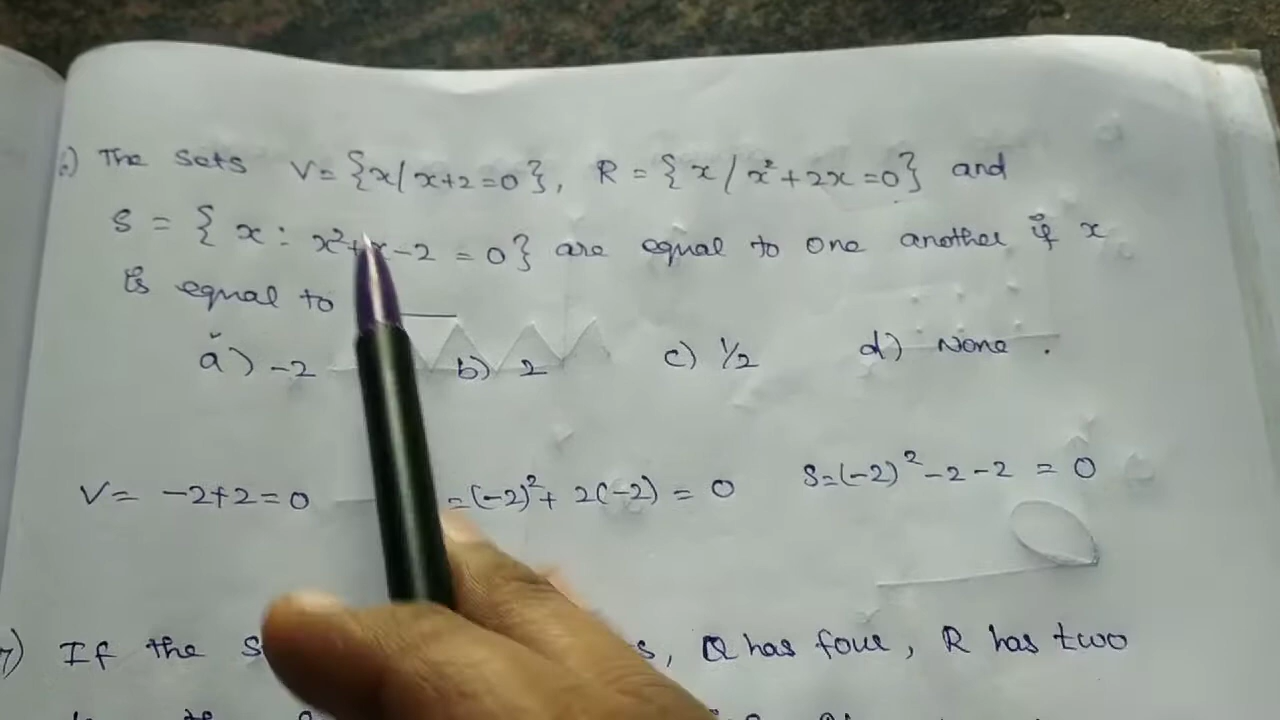 The sets V = {x/x+2=0}, R = {x/x²+2x=0} and
S = {x: x²+x-2 = 0} are equal to one another if x
is equal to ____
a) -2 b) 2 c) 1/2 d) None.
V= -2+2=0 =(-2)²+ 2(-2) = 0 S=(-2)²-2-2 = 0
7) If the Q has four, R has two